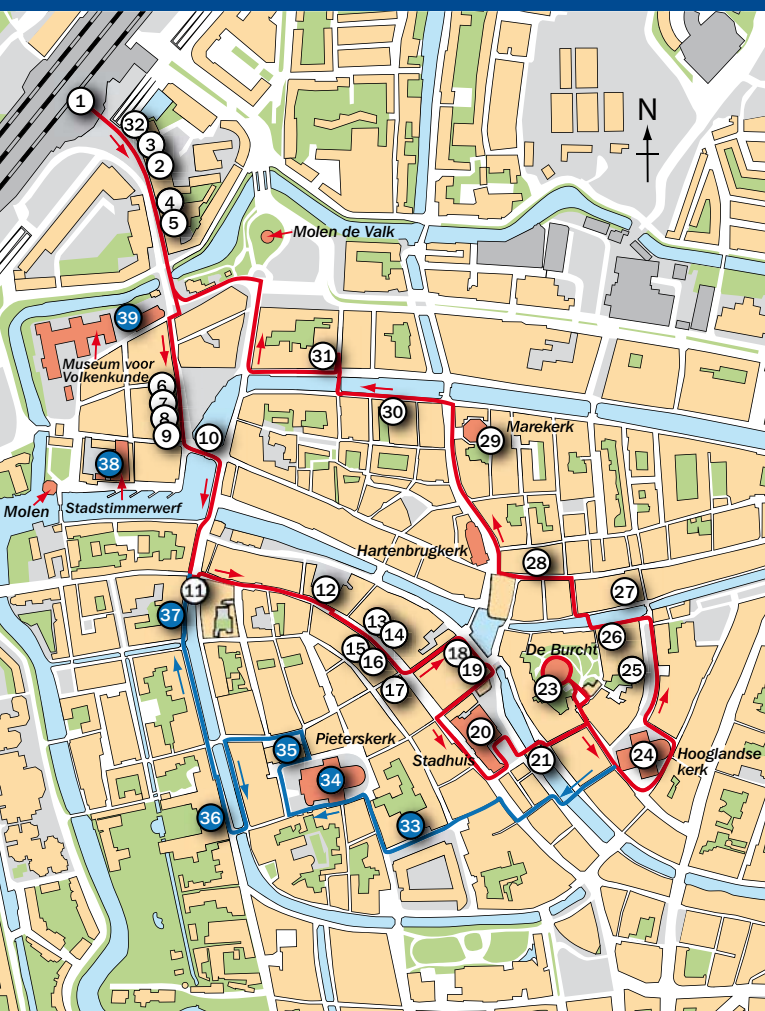 1
N
32
3
2
4
5
Molen de Valk
39
Museum voor
Volkenkunde
31
6
7
8
9
10
30
Marekerk
29
38
Molen
Stadstimmerwerf
Hartenbrugkerk
28
11
12
27
37
13
14
26
15
16
18
19
De Burcht
25
17
23
20
Pieterskerk
35
Stadhuis
21
24
Hooglandse
kerk
34
36
33